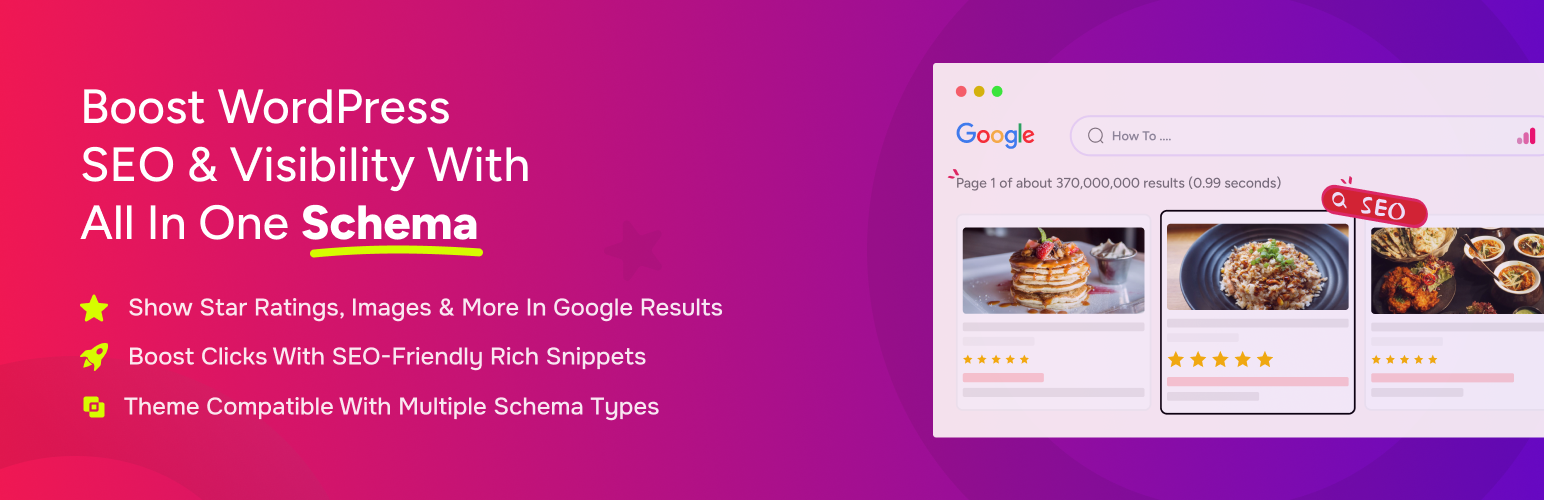 Boost WordPress
SEO & Visibility With
All In One Schema
Show Star Ratings, Images & More In Google Results
Boost Clicks With SEO-Friendly Rich Snippets
Theme Compatible With Multiple Schema Types
Google
How To ....
Page 1 of about 370,000,000 results (0.99 seconds)
SEO